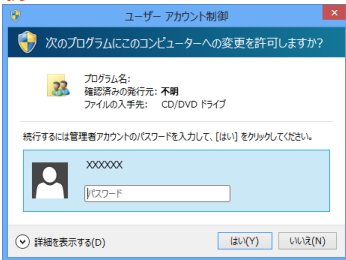 ユーザー アカウント制御
次のプログラムにこのコンピューターへの変更を許可しますか?
プログラム名:
確認済みの発行元: 不明
ファイルの入手先: CD/DVD ドライブ
続行するには管理者アカウントのパスワードを入力して、[はい] をクリックしてください。
XXXXXX
パスワード
詳細を表示する(D)
はい(Y)
いいえ(N)